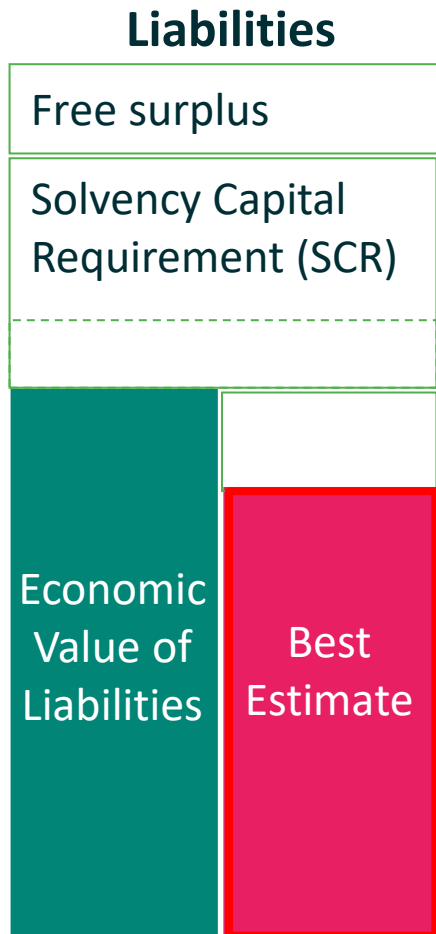 Liabilities
Free surplus
Solvency Capital
Requirement (SCR)
Economic
Value of
Liabilities
Best
Estimate